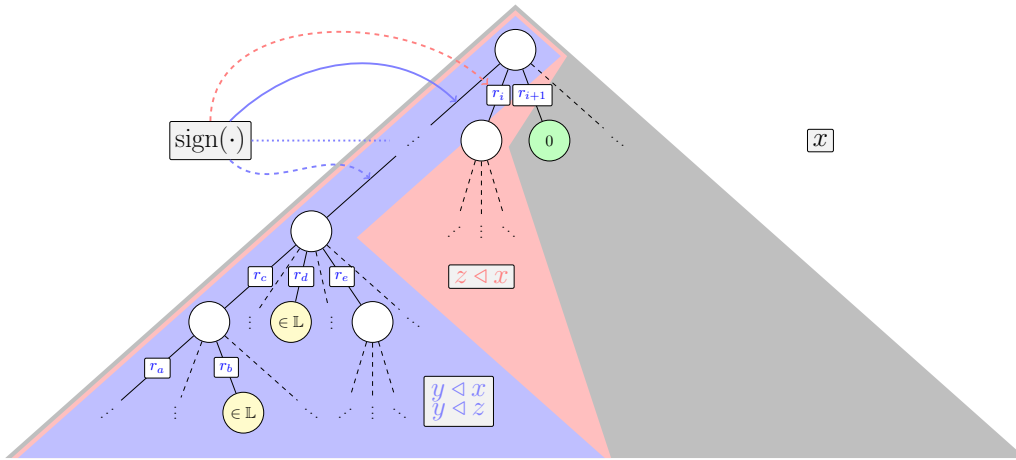 r_i r_{i+1}
sign(·) 0 x
r_c r_d r_e z ◁ x
∈ 𝕃
r_a r_b y ◁ x
∈ 𝕃 y ◁ z